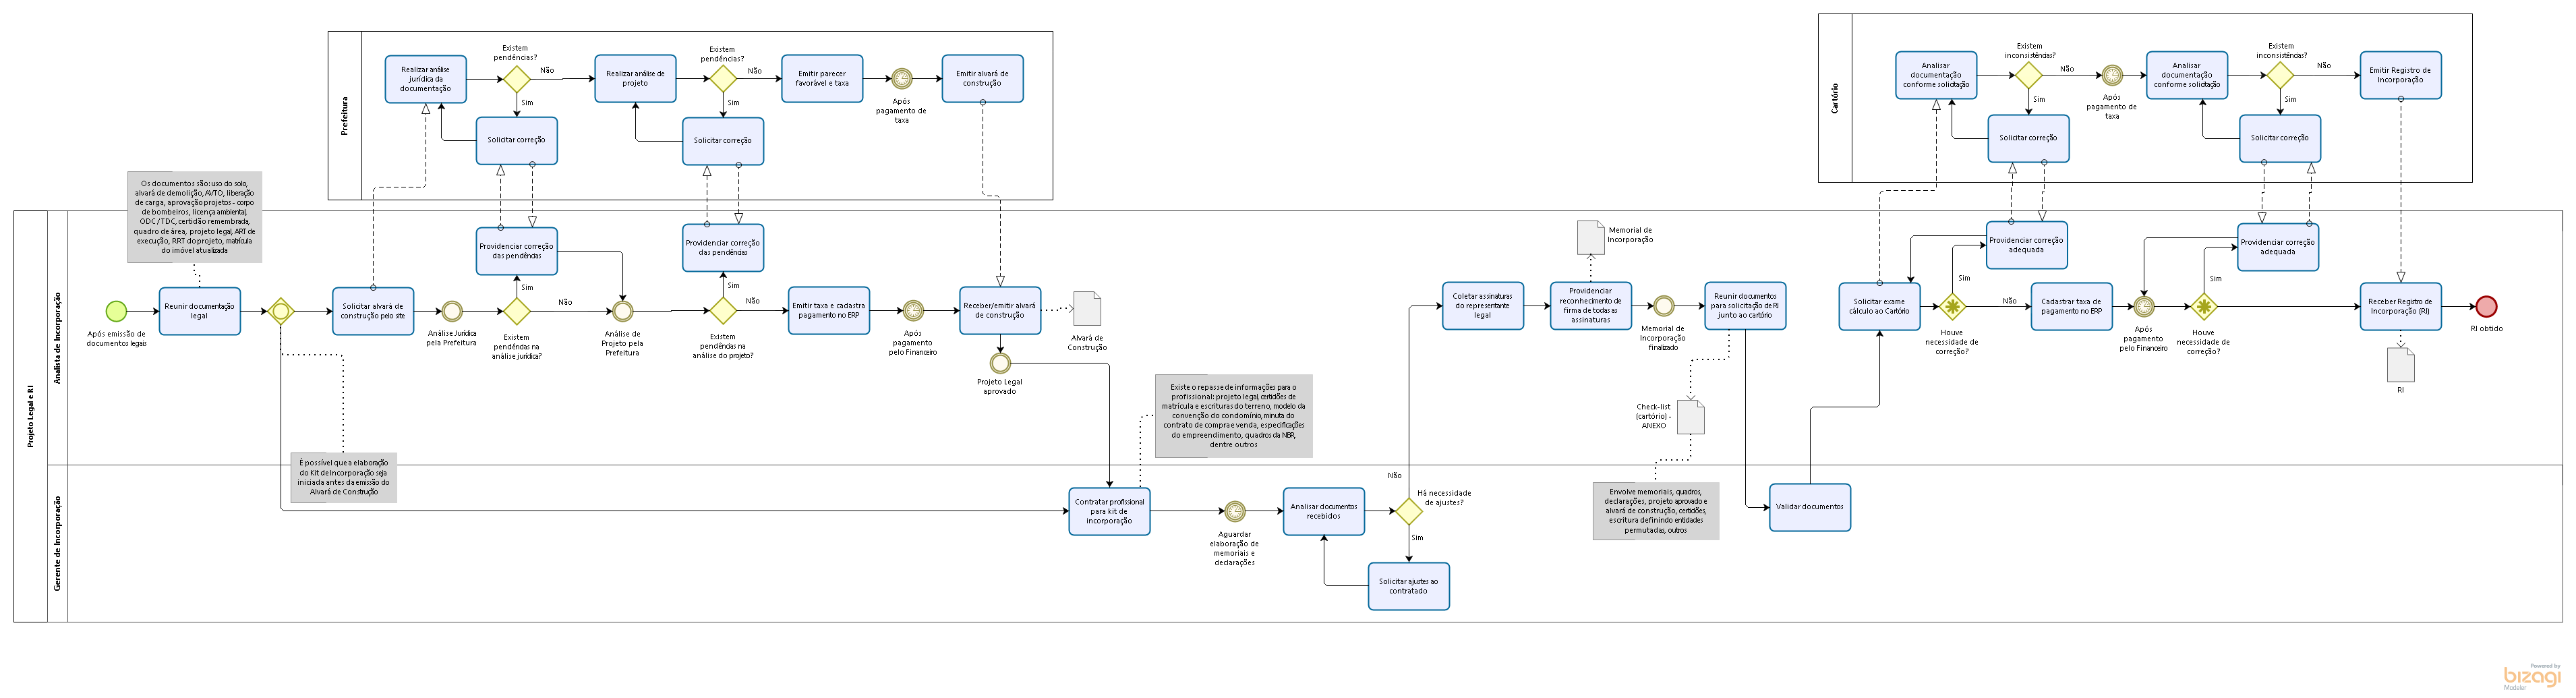 Prefeitura
Realizar análise
jurídica da
documentação
Existem
pendências?
Não
Sim
Solicitar correção
Realizar análise de
projeto
Existem
pendências?
Não
Sim
Solicitar correção
Emitir parecer
favorável e taxa
Após
pagamento de
taxa
Emitir alvará de
construção
Cartório
Analisar
documentação
conforme solicitação
Existem
inconsistências?
Não
Sim
Solicitar correção
Após
pagamento de
taxa
Analisar
documentação
conforme solicitação
Existem
inconsistências?
Não
Sim
Solicitar correção
Emitir Registro de
Incorporação
Projeto Legal e RI
Analista de Incorporação
Os documentos são: uso do solo,
alvará de demolição, AVTO, liberação
de carga, aprovação projetos - corpo
de bombeiros, licença ambiental,
ODC / TDC, certidão remembrada,
quadro de área, projeto legal, ART de
execução, RRT do projeto, matrícula
do imóvel atualizada
Após emissão de
documentos legais
Reunir documentação
legal
Solicitar alvará de
construção pelo site
Análise Jurídica
pela Prefeitura
Providenciar correção
das pendências
Sim
Não
Existem
pendências na
análise jurídica?
Análise de
Projeto pela
Prefeitura
Providenciar correção
das pendências
Sim
Não
Existem
pendências na
análise do projeto?
Emitir taxa e cadastra
pagamento no ERP
Após
pagamento
pelo Financeiro
Receber/emitir alvará
de construção
Alvará de
Construção
Projeto Legal
aprovado
Existe o repasse de informações para o
profissional: projeto legal, certidões de
matrícula e escrituras do terreno, modelo da
convenção do condomínio, minuta do
contrato de compra e venda, especificações
do empreendimento, quadros da NBR,
dentre outros
Coletar assinaturas
do representante
legal
Memorial de
Incorporação
Providenciar
reconhecimento de
firma de todas as
assinaturas
Memorial de
Incorporação
finalizado
Reunir documentos
para solicitação de RI
junto ao cartório
Check-list
(cartório) -
ANEXO
Solicitar exame
cálculo ao Cartório
Providenciar correção
adequada
Sim
Não
Houve
necessidade de
correção?
Cadastrar taxa de
pagamento no ERP
Após
pagamento
pelo Financeiro
Providenciar correção
adequada
Sim
Houve
necessidade de
correção?
Receber Registro de
Incorporação (RI)
RI
RI obtido
Gerente de Incorporação
É possível que a elaboração
do Kit de Incorporação seja
iniciada antes da emissão do
Alvará de Construção
Contratar profissional
para kit de
incorporação
Aguardar
elaboração de
memoriais e
declarações
Analisar documentos
recebidos
Não
Há necessidade
de ajustes?
Sim
Solicitar ajustes ao
contratado
Envolve memoriais, quadros,
declarações, projeto aprovado e
alvará de construção, certidões,
escritura definindo entidades
permutadas, outros
Validar documentos
Powered by
bizagi
Modeler